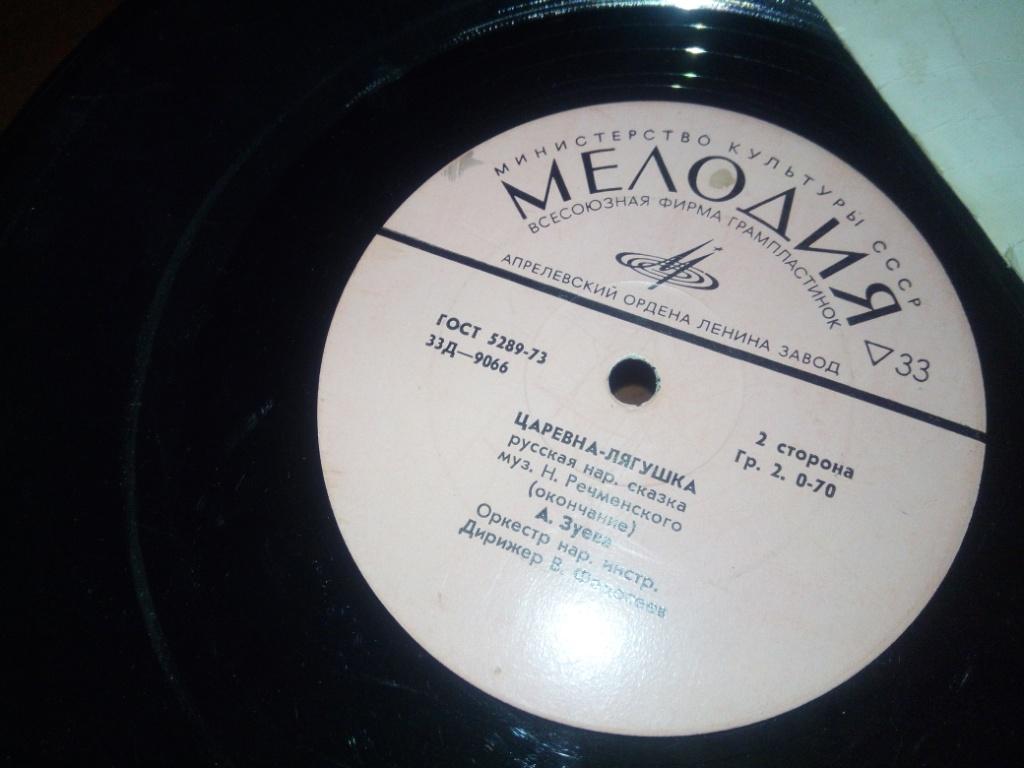 МИНИСТЕРСТВО КУЛЬТУРЫ СССР
МЕЛОДИЯ
ВСЕСОЮЗНАЯ ФИРМА ГРАМПЛАСТИНОК
АПРЕЛЕВСКИЙ ОРДЕНА ЛЕНИНА ЗАВОД
33
ГОСТ 5289-73
33Д—9066
2 сторона
Гр. 2. 0-70
ЦАРЕВНА-ЛЯГУШКА
русская нар. сказка
муз. Н. Речменского
(окончание)
А. Зуева
Оркестр нар. инстр.
Дирижер В. Федосеев